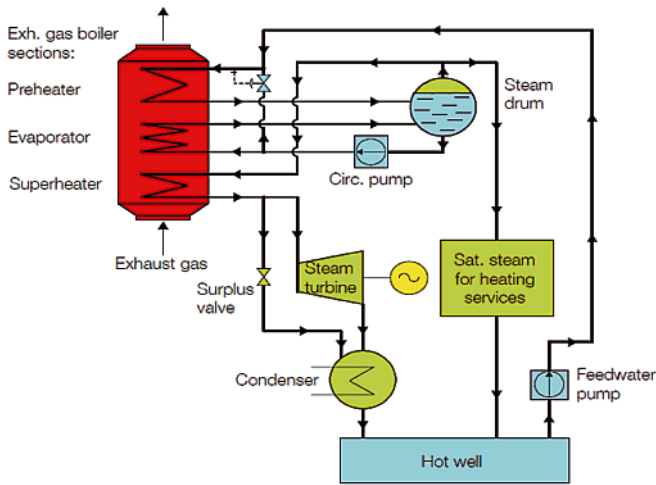 Exh. gas boiler
sections:
Preheater
Evaporator
Superheater
Exhaust gas
Steam
drum
Circ. pump
Surplus
valve
Steam
turbine
Sat. steam
for heating
services
Condenser
Feedwater
pump
Hot well